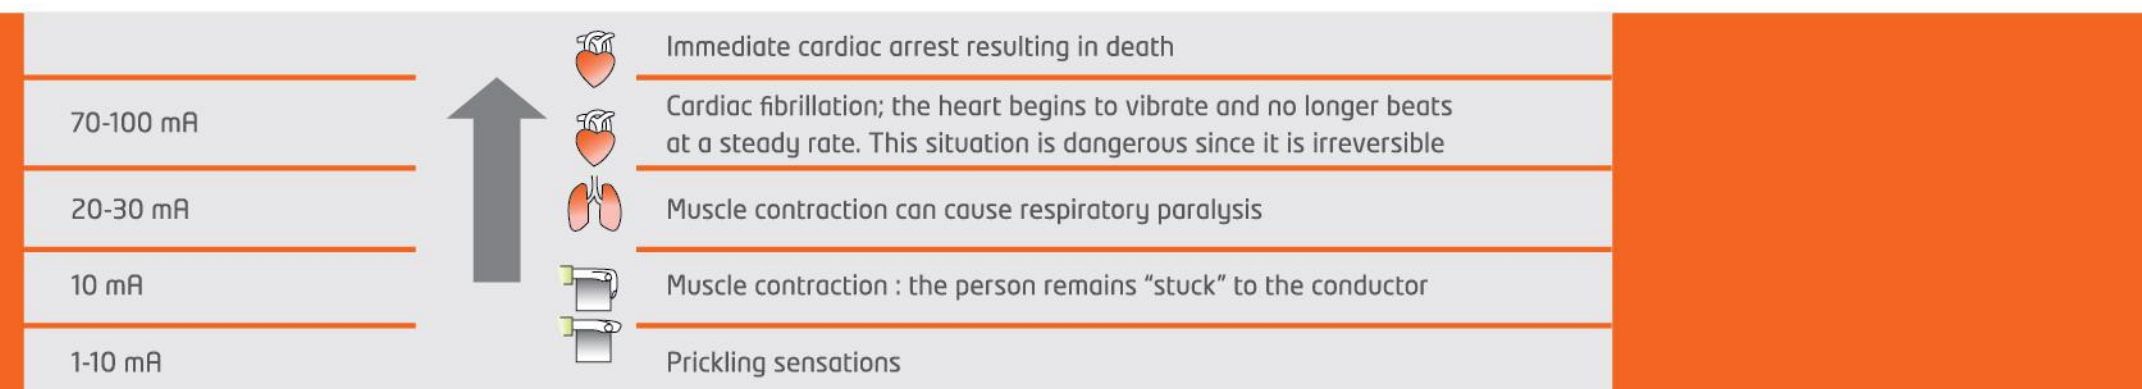 Immediate cardiac arrest resulting in death
70-100 mA
Cardiac fibrillation; the heart begins to vibrate and no longer beats
at a steady rate. This situation is dangerous since it is irreversible
20-30 mA
Muscle contraction can cause respiratory paralysis
10 mA
Muscle contraction : the person remains “stuck” to the conductor
1-10 mA
Prickling sensations